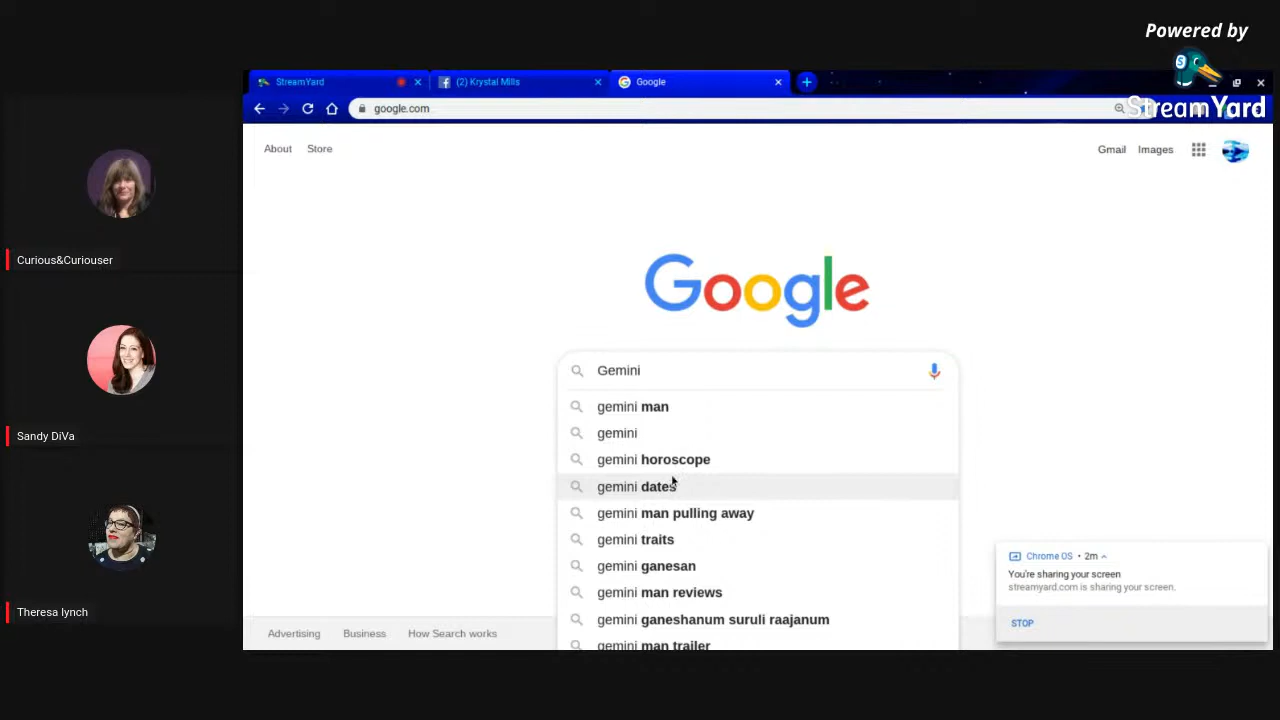 Powered by
StreamYard
StreamYard
(2) Krystal Mills
Google
google.com
About Store
Gmail Images
Google
Gemini
gemini man
gemini
gemini horoscope
gemini dates
gemini man pulling away
gemini traits
gemini ganesan
gemini man reviews
gemini ganeshanum suruli raajanum
gemini man trailer
Advertising Business How Search works
Chrome OS • 2m
You're sharing your screen
streamyard.com is sharing your screen.
STOP
Curious&Curiouser
Sandy DiVa
Theresa lynch